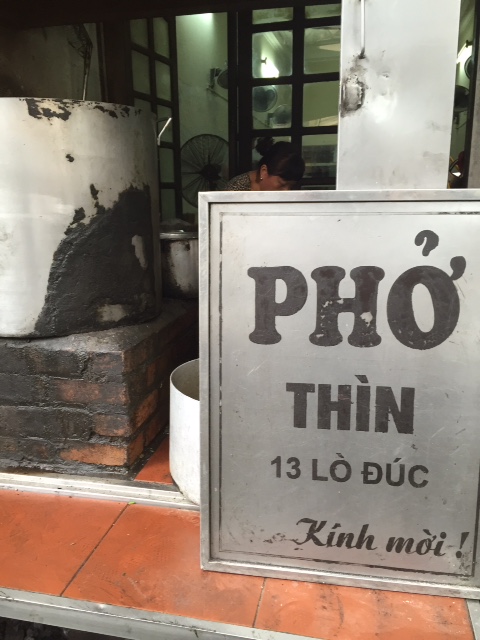 PHỞ
THÌN
13 LÒ ĐÚC
Kính mời !